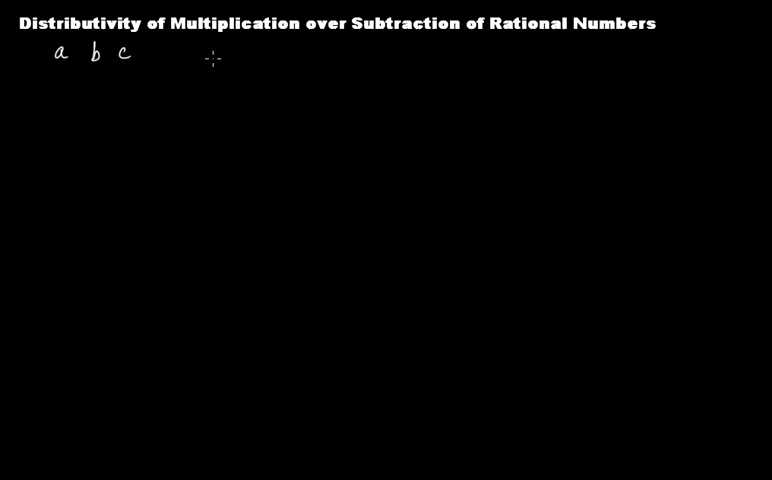 Distributivity of Multiplication over Subtraction of Rational Numbers
a b c